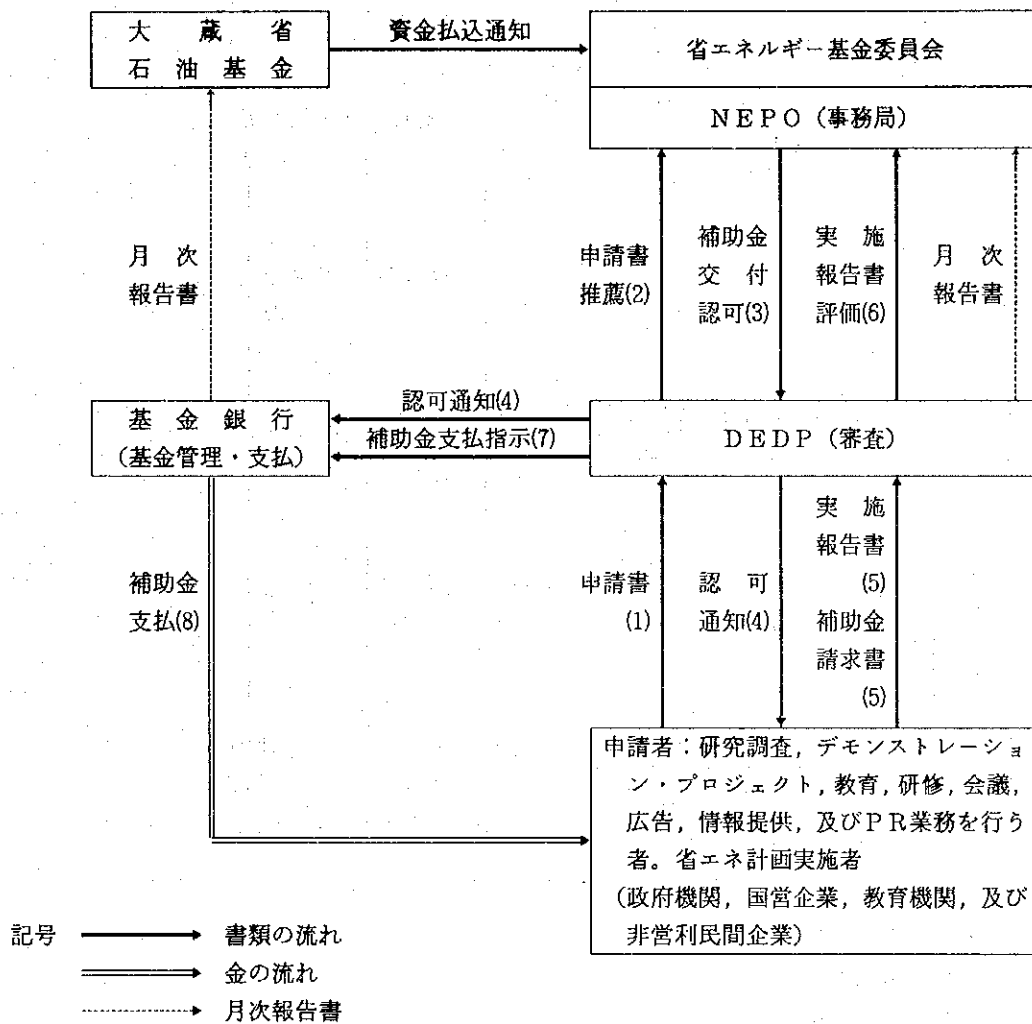 大蔵省
石油基金
資金払込通知
省エネルギー基金委員会
NEPO(事務局)
月次
報告書
申請書
推薦(2)
補助金
交付
認可(3)
実施
報告書
評価(6)
月次
報告書
基金銀行
(基金管理・支払)
認可通知(4)
補助金支払指示(7)
DEDP(審査)
補助金
支払(8)
申請書
(1)
認可
通知(4)
実施
報告書
(5)
補助金
請求書
(5)
申請者:研究調査,デモンストレーショ
ン・プロジェクト,教育,研修,会議,
広告,情報提供,及びPR業務を行う
者。省エネ計画実施者
(政府機関,国営企業,教育機関,及び
非営利民間企業)
記号 書類の流れ
金の流れ
月次報告書